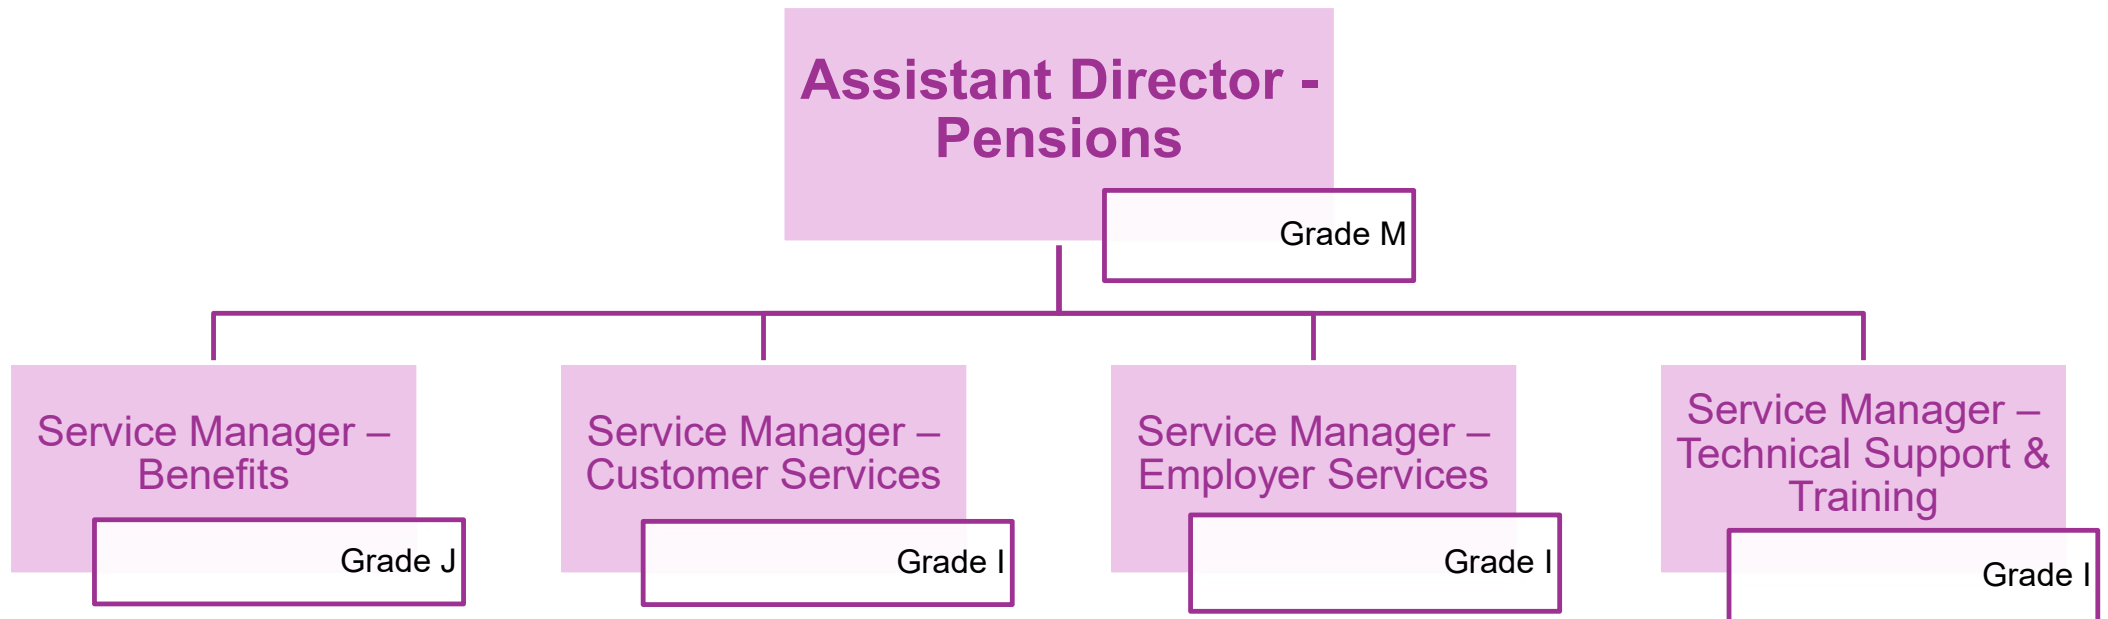 Assistant Director -
Pensions
Grade M
Service Manager –
Benefits
Grade J
Service Manager –
Customer Services
Grade I
Service Manager –
Employer Services
Grade I
Service Manager –
Technical Support &
Training
Grade I